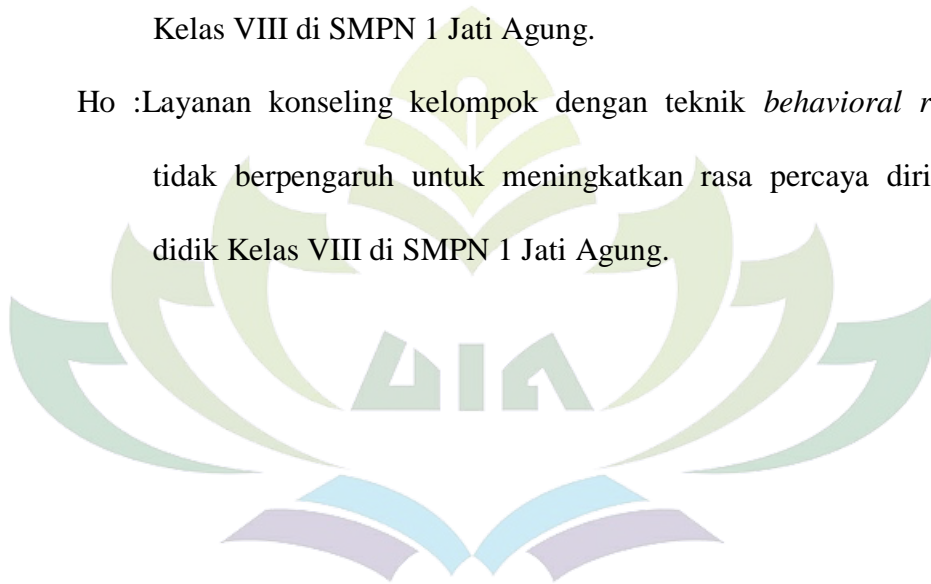 Kelas VIII di SMPN 1 Jati Agung.
Ho :Layanan konseling kelompok dengan teknik behavioral
tidak berpengaruh untuk meningkatkan rasa percaya diri
didik Kelas VIII di SMPN 1 Jati Agung.
UIN